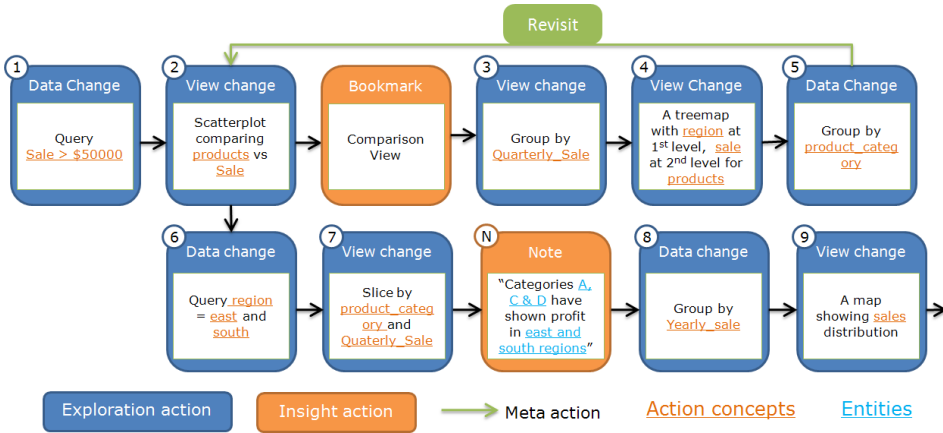 Revisit
1
Data Change
Query
Sale > $50000
2
View change
Scatterplot
comparing
products vs
Sale
Bookmark
Comparison
View
3
View change
Group by
Quarterly_Sale
4
View Change
A treemap
with region at
1st level, sale
at 2nd level for
products
5
Data Change
Group by
product_categ
ory
6
Data change
Query region
= east and
south
7
View change
Slice by
product_categ
ory and
Quaterly_Sale
N
Note
“Categories A,
C & D have
shown profit
in east and
south regions”
8
Data change
Group by
Yearly_sale
9
View change
A map
showing sales
distribution
Exploration action
Insight action
Meta action
Action concepts
Entities